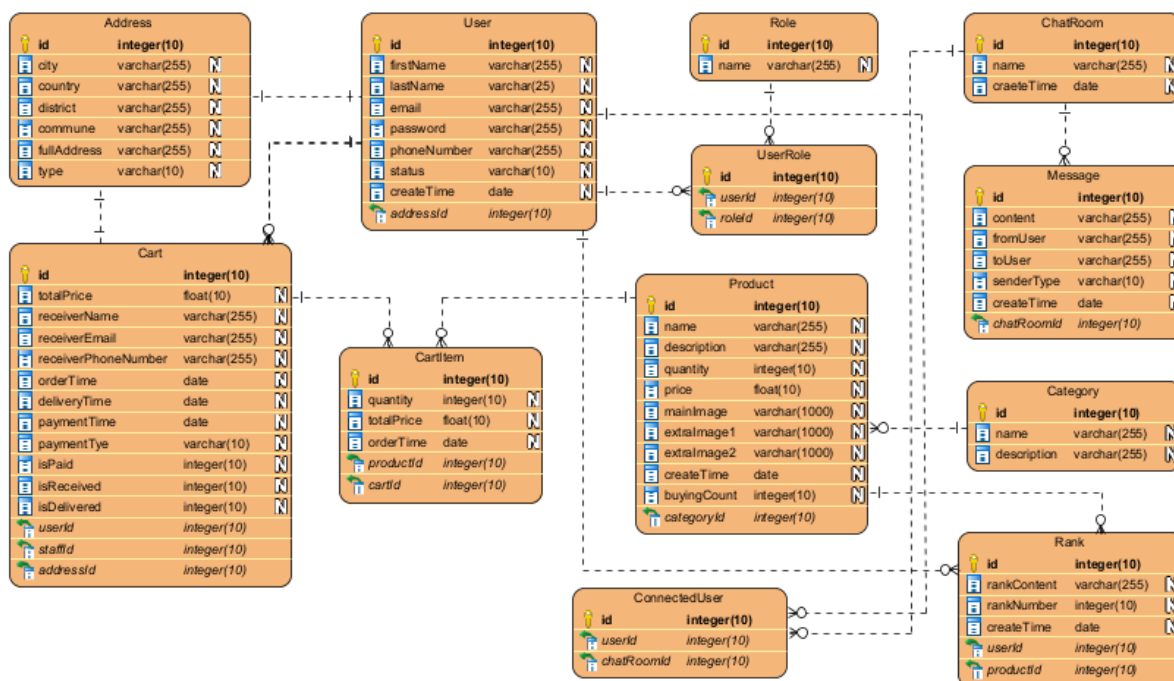 Address
id integer(10)
city varchar(255) N
country varchar(255) N
district varchar(255) N
commune varchar(255) N
fullAddress varchar(255) N
type varchar(10) N
User
id integer(10)
firstName varchar(255) N
lastName varchar(25) N
email varchar(255) N
password varchar(255) N
phoneNumber varchar(255) N
status varchar(10) N
createTime date N
addressId integer(10)
Role
id integer(10)
name varchar(255) N
ChatRoom
id integer(10)
name varchar(255) N
craeteTime date N
UserRole
id integer(10)
userId integer(10)
roleId integer(10)
Message
id integer(10)
content varchar(255) N
fromUser varchar(255) N
toUser varchar(255) N
senderType varchar(10) N
createTime date N
chatRoomId integer(10)
Cart
id integer(10)
totalPrice float(10) N
receiverName varchar(255) N
receiverEmail varchar(255) N
receiverPhoneNumber varchar(255) N
orderTime date N
deliveryTime date N
paymentTime date N
paymentTye varchar(10) N
isPaid integer(10) N
isReceived integer(10) N
isDelivered integer(10) N
userId integer(10)
staffId integer(10)
addressId integer(10)
CartItem
id integer(10)
quantity integer(10) N
totalPrice float(10) N
orderTime date N
productId integer(10)
cartId integer(10)
Product
id integer(10)
name varchar(255) N
description varchar(255) N
quantity integer(10) N
price float(10) N
mainImage varchar(1000) N
extraImage1 varchar(1000) N
extraImage2 varchar(1000) N
createTime date N
buyingCount integer(10) N
categoryId integer(10)
Category
id integer(10)
name varchar(255) N
description varchar(255) N
ConnectedUser
id integer(10)
userId integer(10)
chatRoomId integer(10)
Rank
id integer(10)
rankContent varchar(255) N
rankNumber integer(10) N
createTime date N
userId integer(10)
productId integer(10)